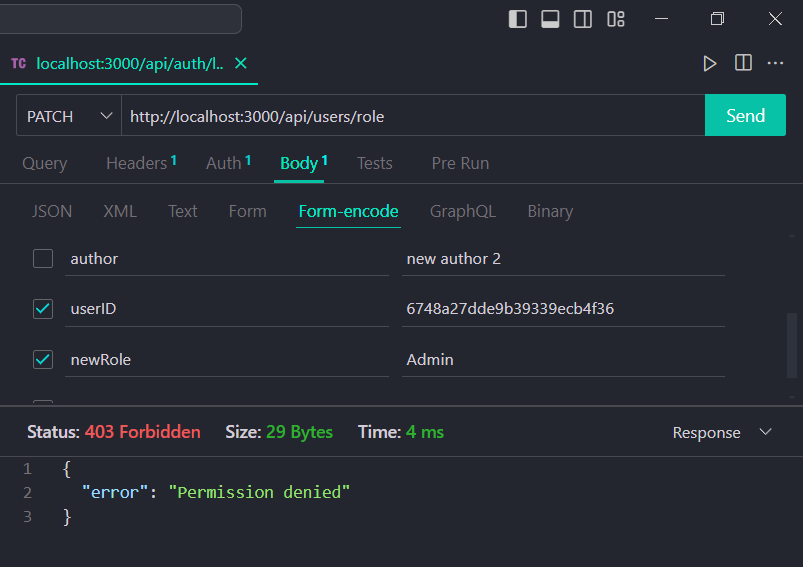 TC localhost:3000/api/auth/l..
PATCH http://localhost:3000/api/users/role Send
Query Headers 1 Auth 1 Body 1 Tests Pre Run
JSON XML Text Form Form-encode GraphQL Binary
author new author 2
userID 6748a27dde9b39339ecb4f36
newRole Admin
Status: 403 Forbidden Size: 29 Bytes Time: 4 ms Response
1 {
2 "error": "Permission denied"
3 }